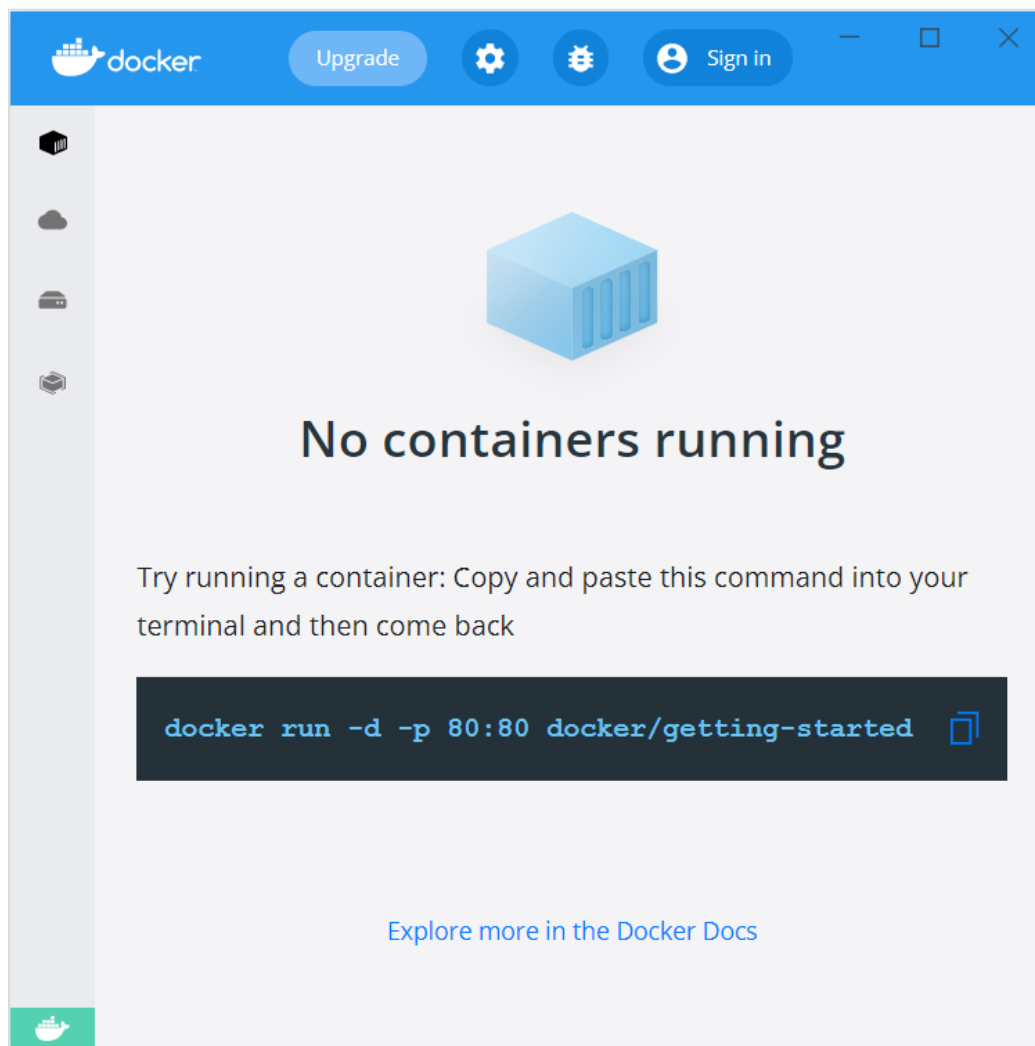 docker
Upgrade
Sign in
No containers running
Try running a container: Copy and paste this command into your
terminal and then come back
docker run -d -p 80:80 docker/getting-started
Explore more in the Docker Docs